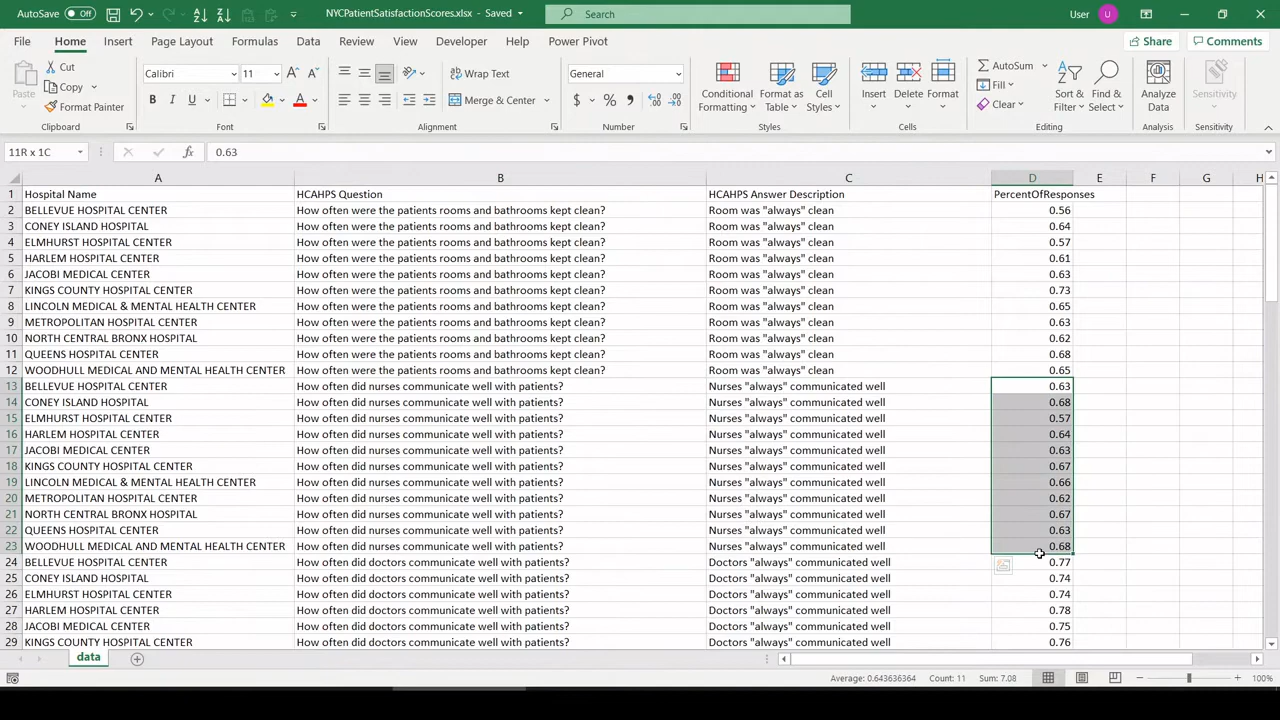 AutoSave Off NYCPatientSatisfactionScores.xlsx - Saved Search User U
File Home Insert Page Layout Formulas Data Review View Developer Help Power Pivot Share Comments
Paste Cut Copy Format Painter Clipboard
Calibri 11 A A B I U A Font
ab Wrap Text Merge & Center Alignment
General $ % , Number
Conditional Formatting Format as Table Cell Styles Styles
Insert Delete Format Cells
AutoSum Fill Clear Sort & Filter Find & Select Editing
Analyze Data Analysis Sensitivity Sensitivity
11R x 1C fx 0.63
A B C D E F G H
1 Hospital Name HCAHPS Question HCAHPS Answer Description PercentOfResponses
2 BELLEVUE HOSPITAL CENTER How often were the patients rooms and bathrooms kept clean? Room was "always" clean 0.56
3 CONEY ISLAND HOSPITAL How often were the patients rooms and bathrooms kept clean? Room was "always" clean 0.64
4 ELMHURST HOSPITAL CENTER How often were the patients rooms and bathrooms kept clean? Room was "always" clean 0.57
5 HARLEM HOSPITAL CENTER How often were the patients rooms and bathrooms kept clean? Room was "always" clean 0.61
6 JACOBI MEDICAL CENTER How often were the patients rooms and bathrooms kept clean? Room was "always" clean 0.63
7 KINGS COUNTY HOSPITAL CENTER How often were the patients rooms and bathrooms kept clean? Room was "always" clean 0.73
8 LINCOLN MEDICAL & MENTAL HEALTH CENTER How often were the patients rooms and bathrooms kept clean? Room was "always" clean 0.65
9 METROPOLITAN HOSPITAL CENTER How often were the patients rooms and bathrooms kept clean? Room was "always" clean 0.63
10 NORTH CENTRAL BRONX HOSPITAL How often were the patients rooms and bathrooms kept clean? Room was "always" clean 0.62
11 QUEENS HOSPITAL CENTER How often were the patients rooms and bathrooms kept clean? Room was "always" clean 0.68
12 WOODHULL MEDICAL AND MENTAL HEALTH CENTER How often were the patients rooms and bathrooms kept clean? Room was "always" clean 0.65
13 BELLEVUE HOSPITAL CENTER How often did nurses communicate well with patients? Nurses "always" communicated well 0.63
14 CONEY ISLAND HOSPITAL How often did nurses communicate well with patients? Nurses "always" communicated well 0.68
15 ELMHURST HOSPITAL CENTER How often did nurses communicate well with patients? Nurses "always" communicated well 0.57
16 HARLEM HOSPITAL CENTER How often did nurses communicate well with patients? Nurses "always" communicated well 0.64
17 JACOBI MEDICAL CENTER How often did nurses communicate well with patients? Nurses "always" communicated well 0.63
18 KINGS COUNTY HOSPITAL CENTER How often did nurses communicate well with patients? Nurses "always" communicated well 0.67
19 LINCOLN MEDICAL & MENTAL HEALTH CENTER How often did nurses communicate well with patients? Nurses "always" communicated well 0.66
20 METROPOLITAN HOSPITAL CENTER How often did nurses communicate well with patients? Nurses "always" communicated well 0.62
21 NORTH CENTRAL BRONX HOSPITAL How often did nurses communicate well with patients? Nurses "always" communicated well 0.67
22 QUEENS HOSPITAL CENTER How often did nurses communicate well with patients? Nurses "always" communicated well 0.63
23 WOODHULL MEDICAL AND MENTAL HEALTH CENTER How often did nurses communicate well with patients? Nurses "always" communicated well 0.68
24 BELLEVUE HOSPITAL CENTER How often did doctors communicate well with patients? Doctors "always" communicated well 0.77
25 CONEY ISLAND HOSPITAL How often did doctors communicate well with patients? Doctors "always" communicated well 0.74
26 ELMHURST HOSPITAL CENTER How often did doctors communicate well with patients? Doctors "always" communicated well 0.74
27 HARLEM HOSPITAL CENTER How often did doctors communicate well with patients? Doctors "always" communicated well 0.78
28 JACOBI MEDICAL CENTER How often did doctors communicate well with patients? Doctors "always" communicated well 0.75
29 KINGS COUNTY HOSPITAL CENTER How often did doctors communicate well with patients? Doctors "always" communicated well 0.76
data
Average: 0.643636364 Count: 11 Sum: 7.08 100%